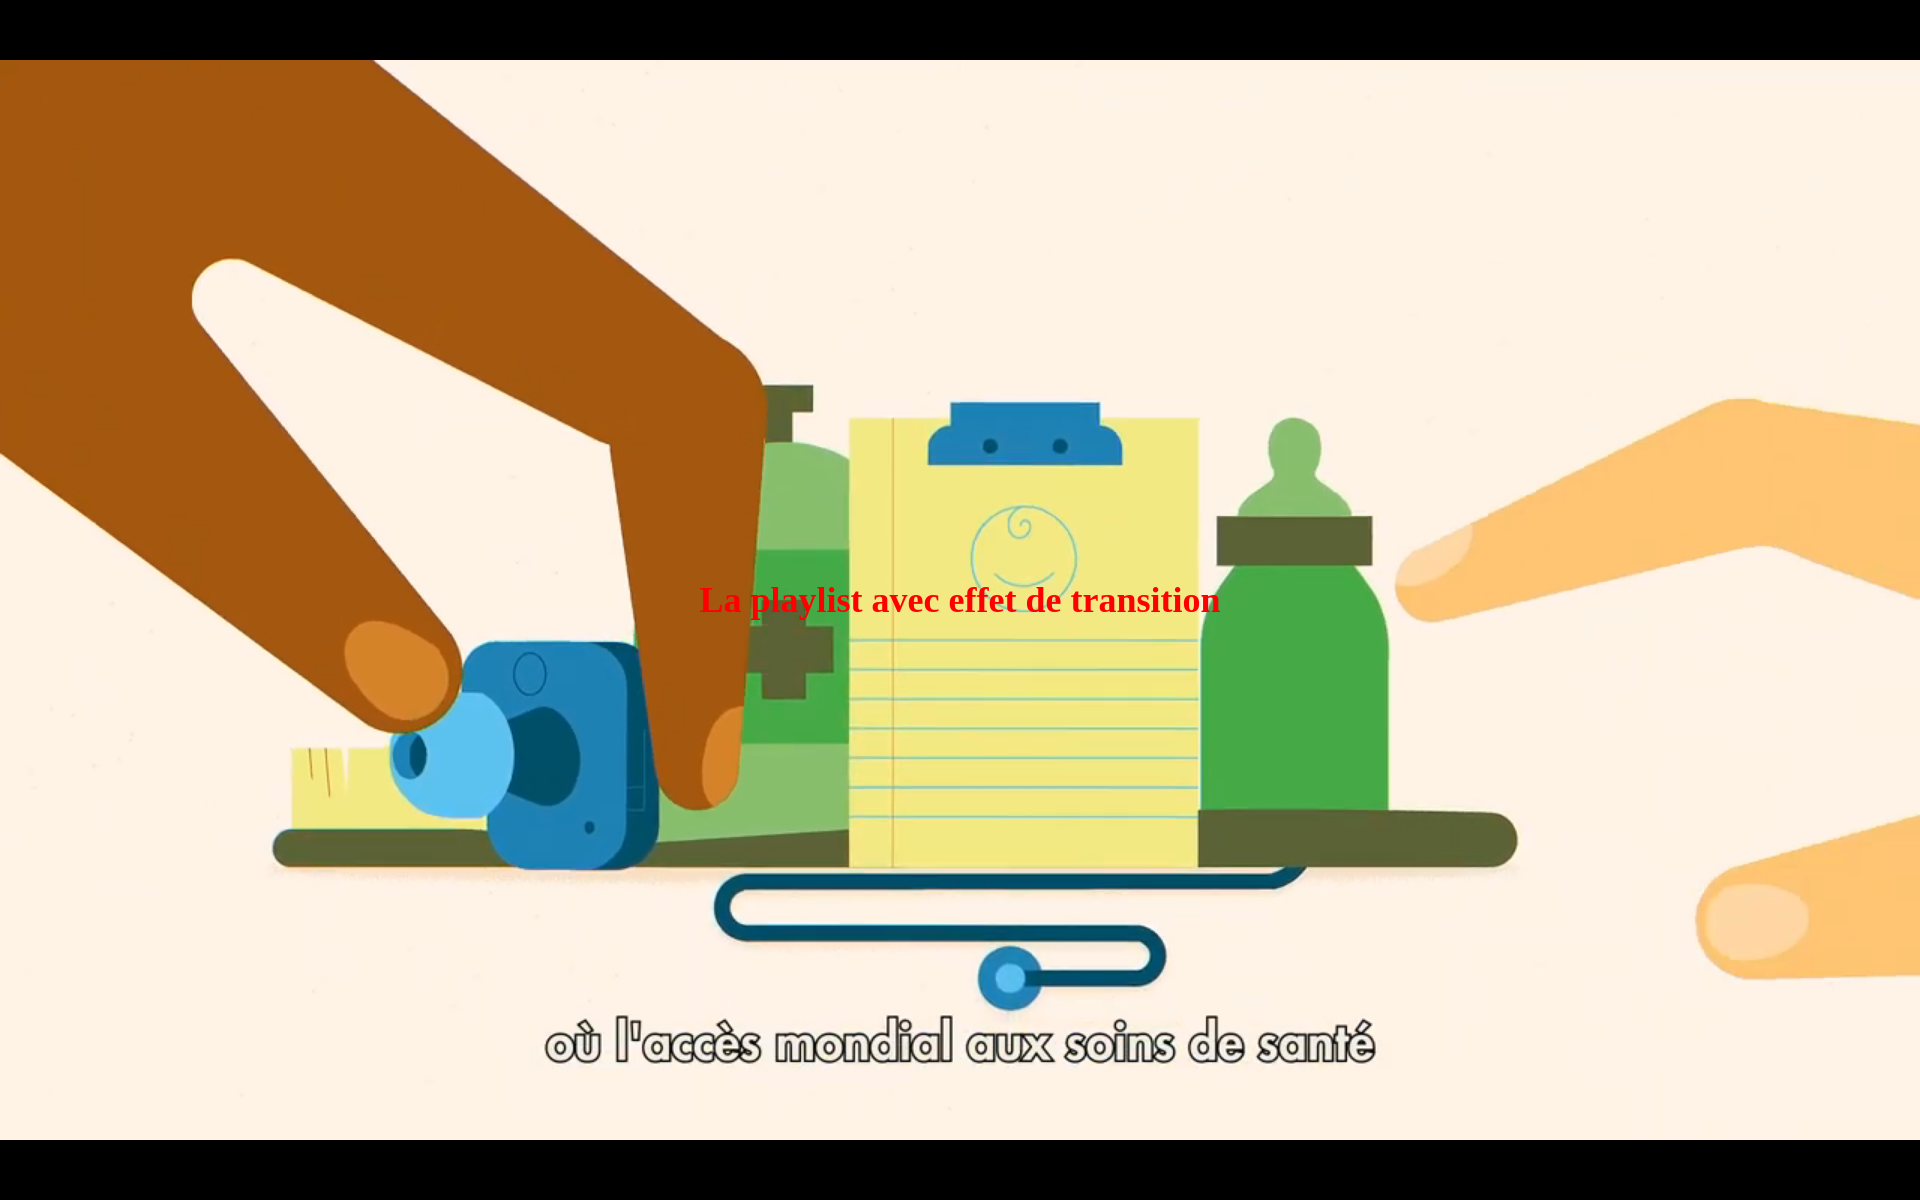 La playlist avec effet de transition
où l'accès mondial aux soins de santé